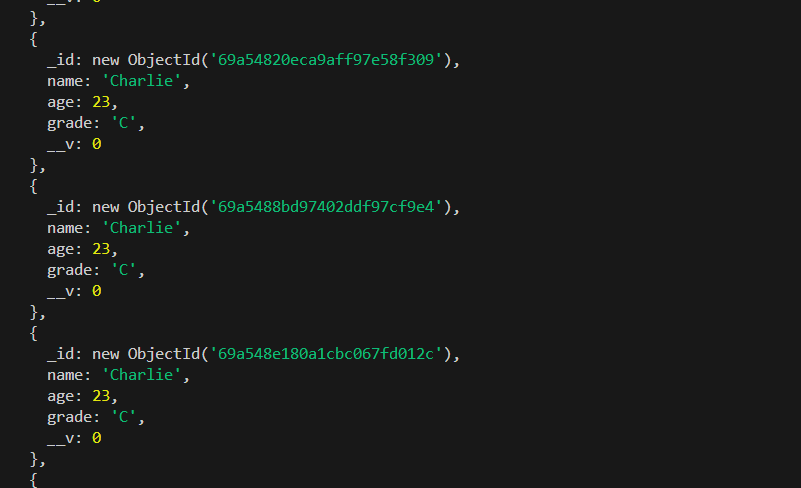 },
{
_id: new ObjectId('69a54820eca9aff97e58f309'),
name: 'Charlie',
age: 23,
grade: 'C',
__v: 0
},
{
_id: new ObjectId('69a5488bd97402ddf97cf9e4'),
name: 'Charlie',
age: 23,
grade: 'C',
__v: 0
},
{
_id: new ObjectId('69a548e180a1cbc067fd012c'),
name: 'Charlie',
age: 23,
grade: 'C',
__v: 0
},
{